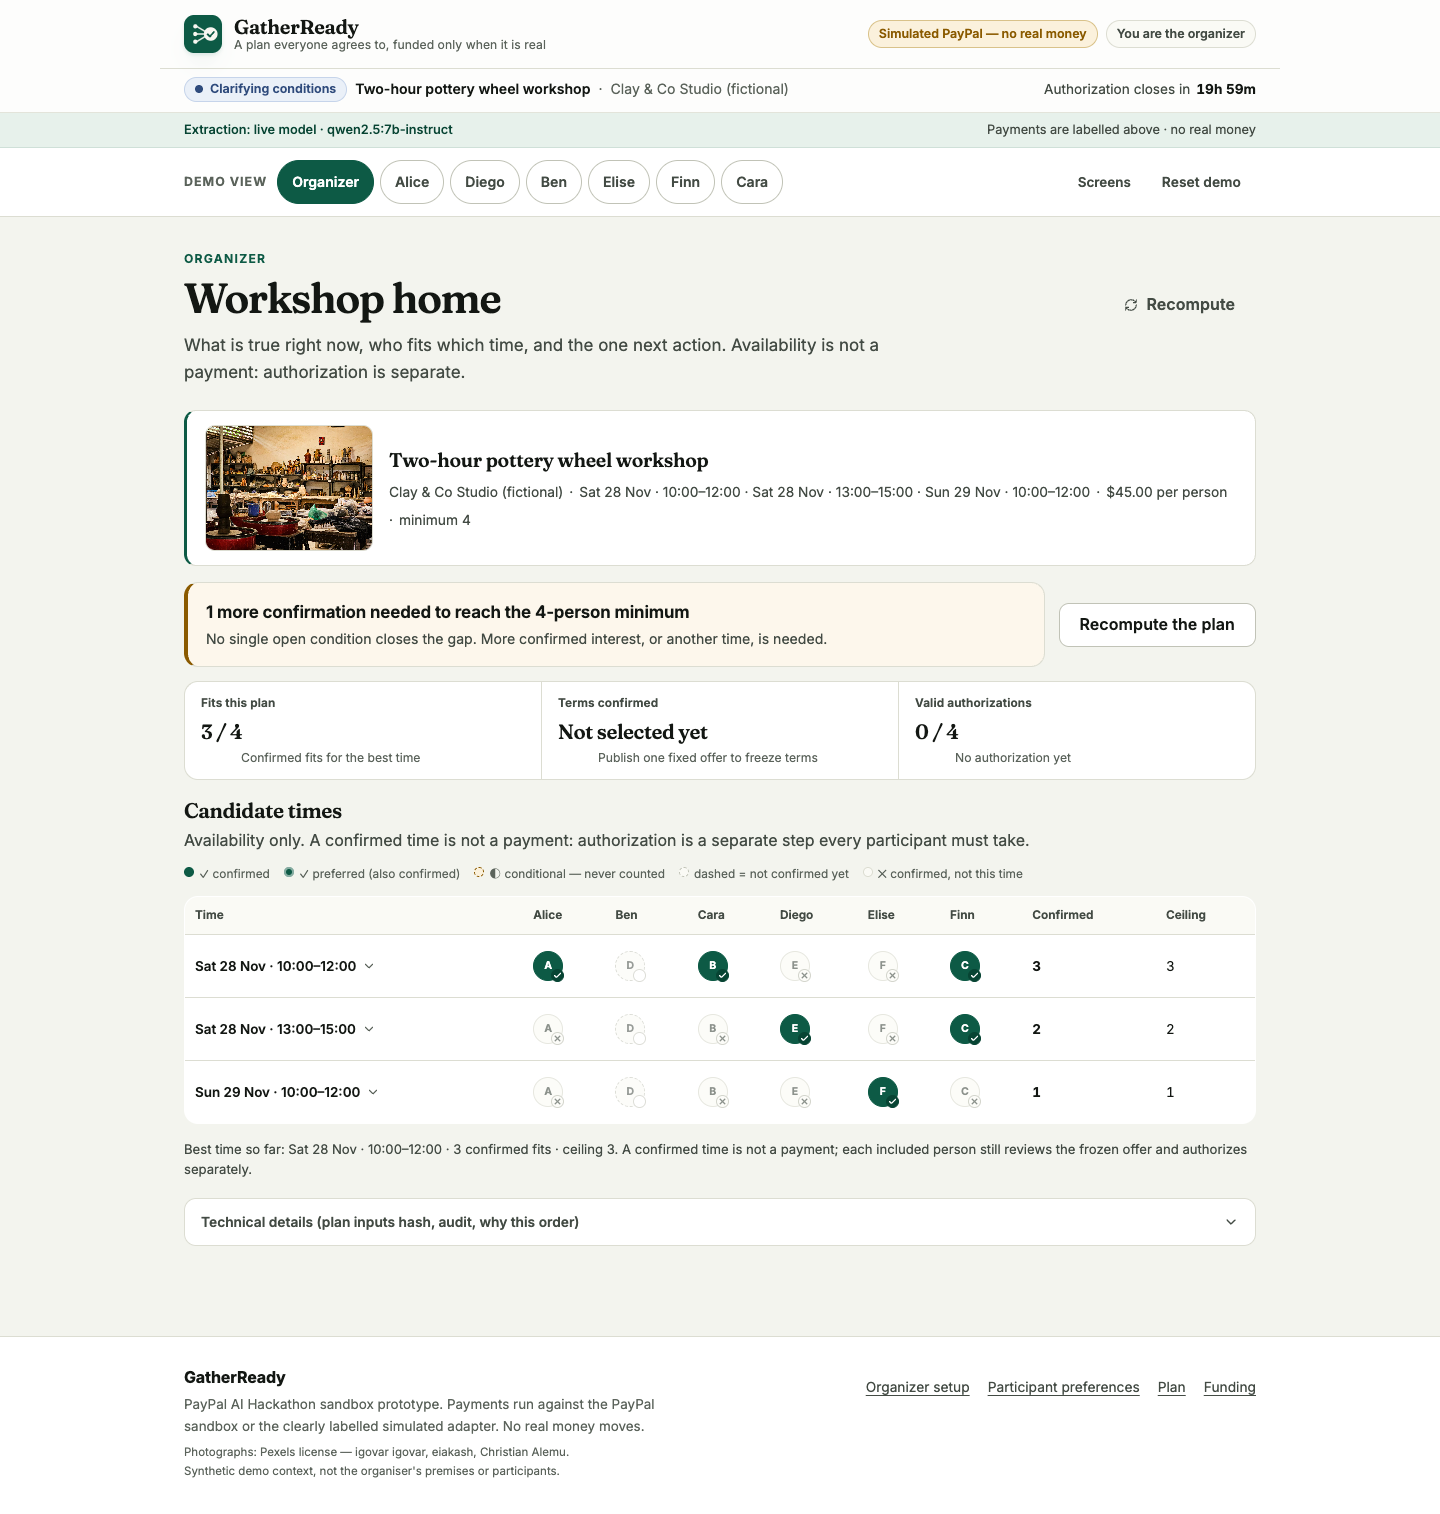 GatherReady
A plan everyone agrees to, funded only when it is real
Simulated PayPal — no real money
You are the organizer
Clarifying conditions
Two-hour pottery wheel workshop · Clay & Co Studio (fictional)
Authorization closes in 19h 59m
Extraction: live model · qwen2.5:7b-instruct
Payments are labelled above · no real money
DEMO VIEW
Organizer
Alice
Diego
Ben
Elise
Finn
Cara
Screens
Reset demo
ORGANIZER
Workshop home
Recompute
What is true right now, who fits which time, and the one next action. Availability is not a
payment: authorization is separate.
Two-hour pottery wheel workshop
Clay & Co Studio (fictional) · Sat 28 Nov · 10:00–12:00 · Sat 28 Nov · 13:00–15:00 · Sun 29 Nov · 10:00–12:00 · $45.00 per person
· minimum 4
1 more confirmation needed to reach the 4-person minimum
No single open condition closes the gap. More confirmed interest, or another time, is needed.
Recompute the plan
Fits this plan
3 / 4
Confirmed fits for the best time
Terms confirmed
Not selected yet
Publish one fixed offer to freeze terms
Valid authorizations
0 / 4
No authorization yet
Candidate times
Availability only. A confirmed time is not a payment: authorization is a separate step every participant must take.
✓ confirmed ✓ preferred (also confirmed) ◐ conditional — never counted dashed = not confirmed yet ✕ confirmed, not this time
Time Alice Ben Cara Diego Elise Finn Confirmed Ceiling
Sat 28 Nov · 10:00–12:00 A D B E F C 3 3
Sat 28 Nov · 13:00–15:00 A D B E F C 2 2
Sun 29 Nov · 10:00–12:00 A D B E F C 1 1
Best time so far: Sat 28 Nov · 10:00–12:00 · 3 confirmed fits · ceiling 3. A confirmed time is not a payment; each included person still reviews the frozen offer and authorizes
separately.
Technical details (plan inputs hash, audit, why this order)
GatherReady
PayPal AI Hackathon sandbox prototype. Payments run against the PayPal
sandbox or the clearly labelled simulated adapter. No real money moves.
Photographs: Pexels license — igovar igovar, eiakash, Christian Alemu.
Synthetic demo context, not the organiser's premises or participants.
Organizer setup
Participant preferences
Plan
Funding